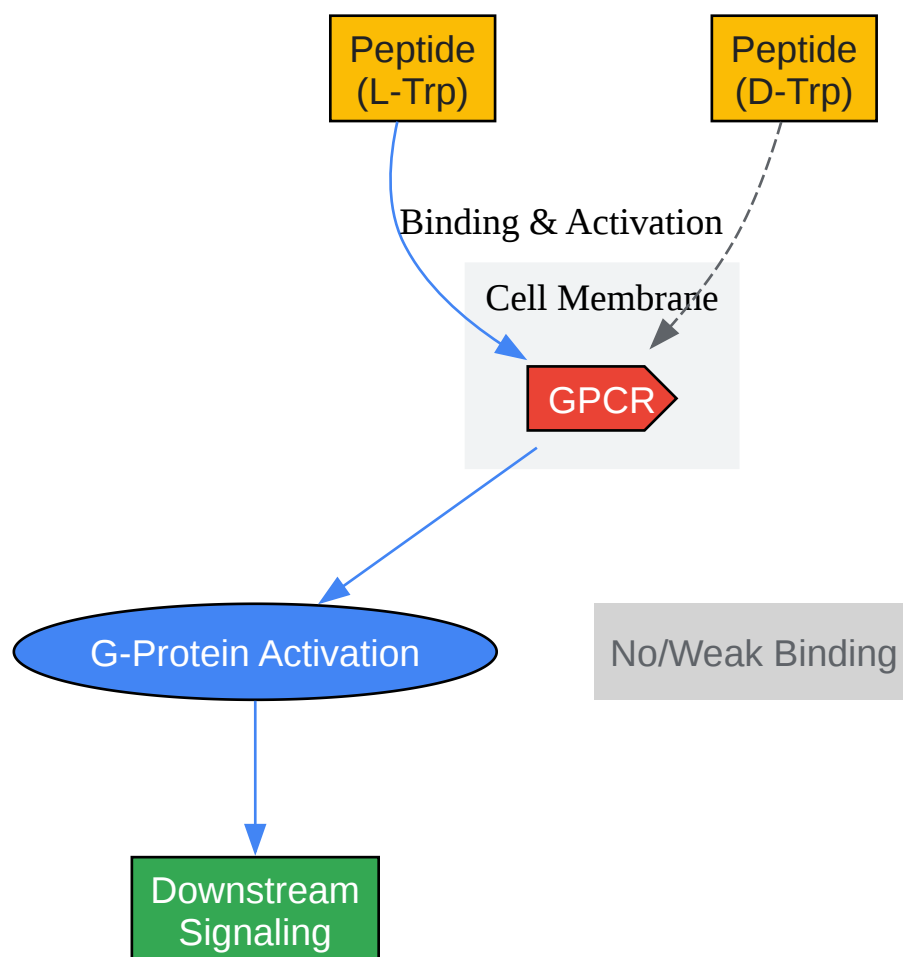 Peptide
(L-Trp)
Peptide
(D-Trp)
Binding & Activation
Cell Membrane
GPCR
G-Protein Activation
No/Weak Binding
Downstream
Signaling